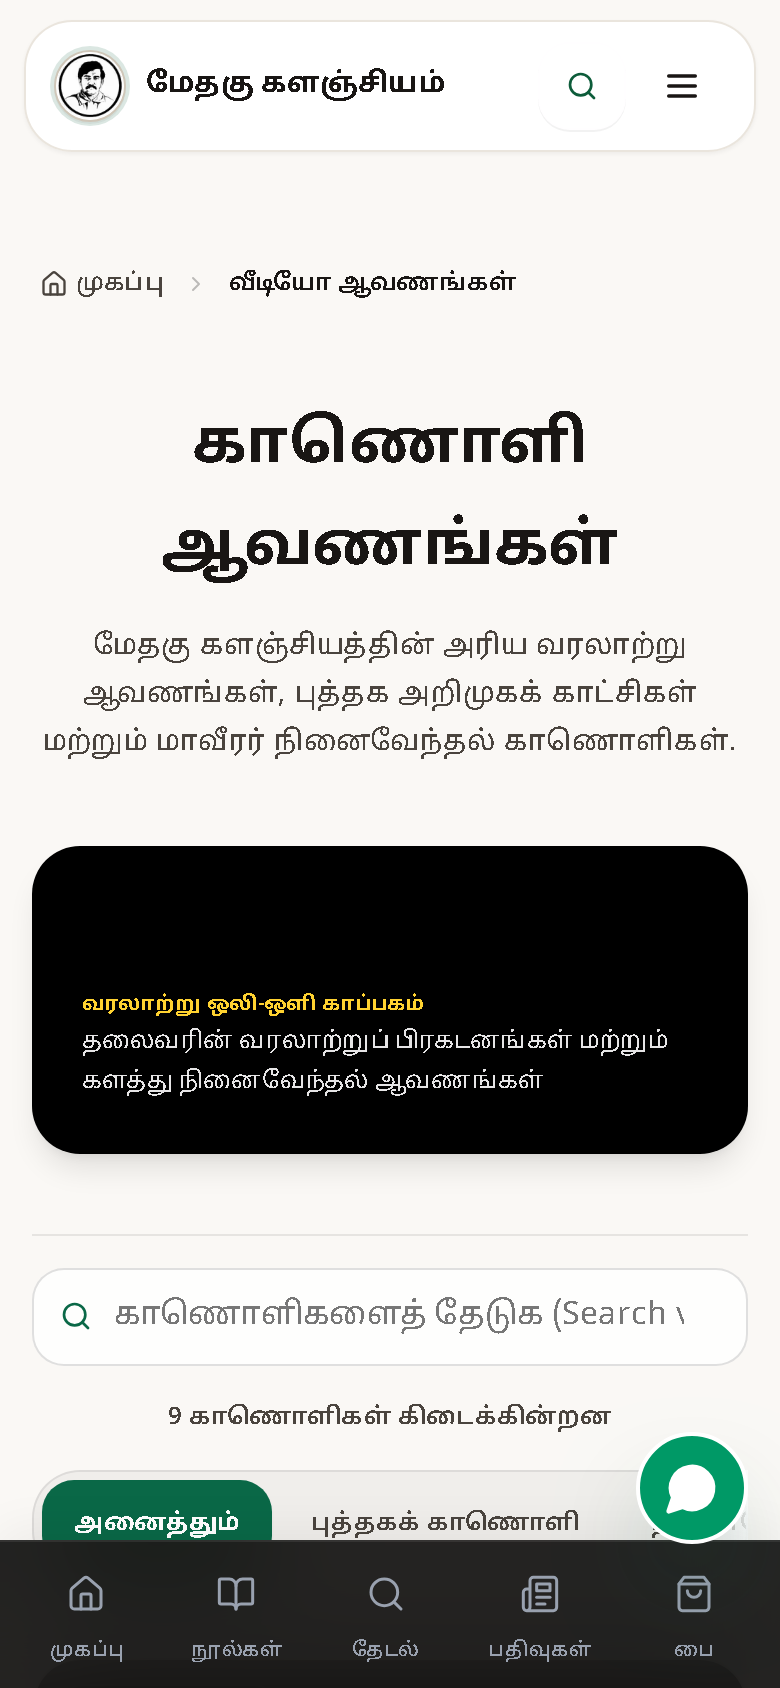 மேதகு களஞ்சியம்
முகப்பு
வீடியோ ஆவணங்கள்
காணொளி
ஆவணங்கள்
மேதகு களஞ்சியத்தின் அரிய வரலாற்று
ஆவணங்கள், புத்தக அறிமுகக் காட்சிகள்
மற்றும் மாவீரர் நினைவேந்தல் காணொளிகள்.
வரலாற்று ஒலி-ஒளி காப்பகம்
தலைவரின் வரலாற்றுப் பிரகடனங்கள் மற்றும்
களத்து நினைவேந்தல் ஆவணங்கள்
காணொளிகளைத் தேடுக (Search
9 காணொளிகள் கிடைக்கின்றன
அனைத்தும்
புத்தகக் காணொளி
முகப்பு
நூல்கள்
தேடல்
பதிவுகள்
பை